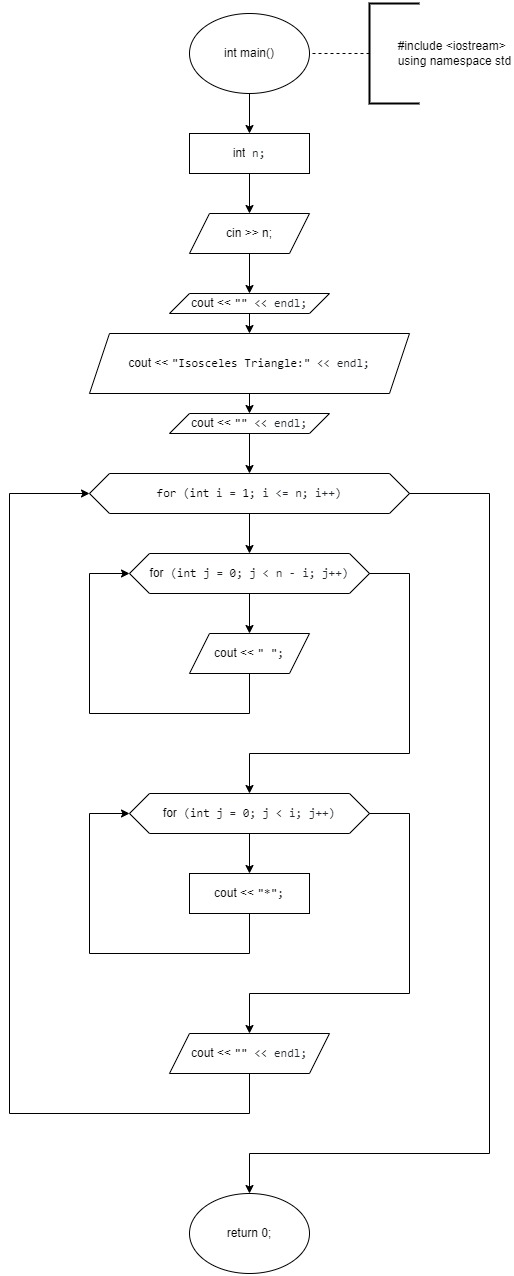 int main()
#include <iostream>
using namespace std
int n;
cin >> n;
cout << "" << endl;
cout << "Isosceles Triangle:" << endl;
cout << "" << endl;
for (int i = 1; i <= n; i++)
for (int j = 0; j < n - i; j++)
cout << " ";
for (int j = 0; j < i; j++)
cout << "*";
cout << "" << endl;
return 0;